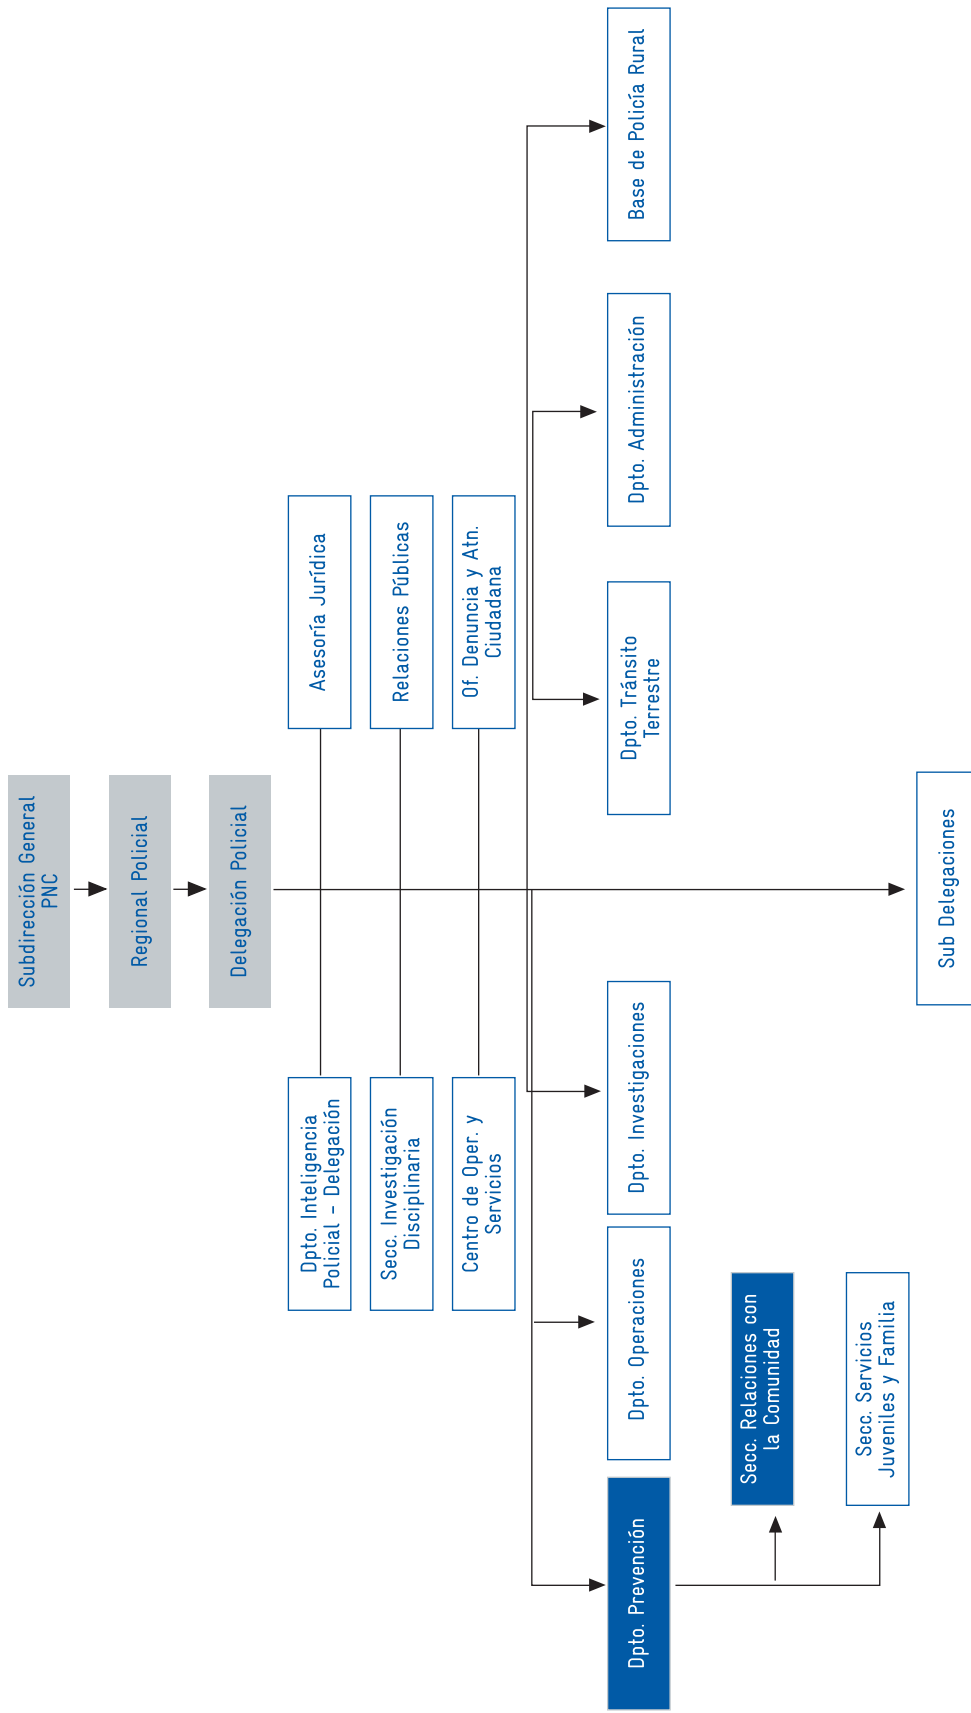 Subdirección General
PNC
Regional Policial
Delegación Policial
Dpto. Inteligencia
Policial – Delegación
Asesoría Jurídica
Secc. Investigación
Disciplinaria
Relaciones Públicas
Centro de Oper. y
Servicios
Of. Denuncia y Atn.
Ciudadana
Dpto. Prevención
Dpto. Operaciones
Dpto. Investigaciones
Dpto. Tránsito
Terrestre
Dpto. Administración
Base de Policía Rural
Secc. Relaciones con
la Comunidad
Secc. Servicios
Juveniles y Familia
Sub Delegaciones